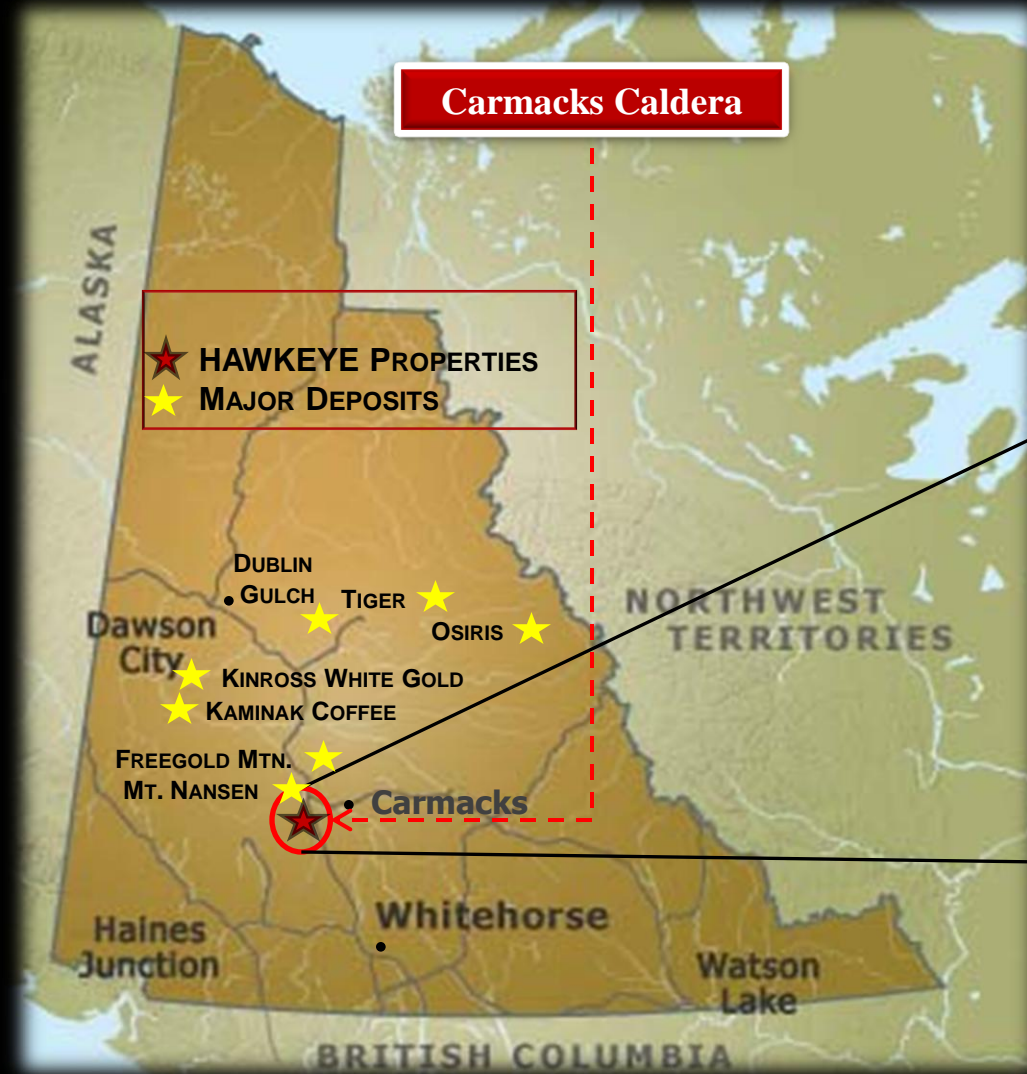 Carmacks Caldera
ALASKA
HAWKEYE PROPERTIES
MAJOR DEPOSITS
DUBLIN
GULCH
TIGER
OSIRIS
NORTHWEST
TERRITORIES
Dawson
City
KINROSS WHITE GOLD
KAMINAK COFFEE
FREEGOLD MTN.
MT. NANSEN
Carmacks
Whitehorse
Haines
Junction
Watson
Lake
BRITISH COLUMBIA